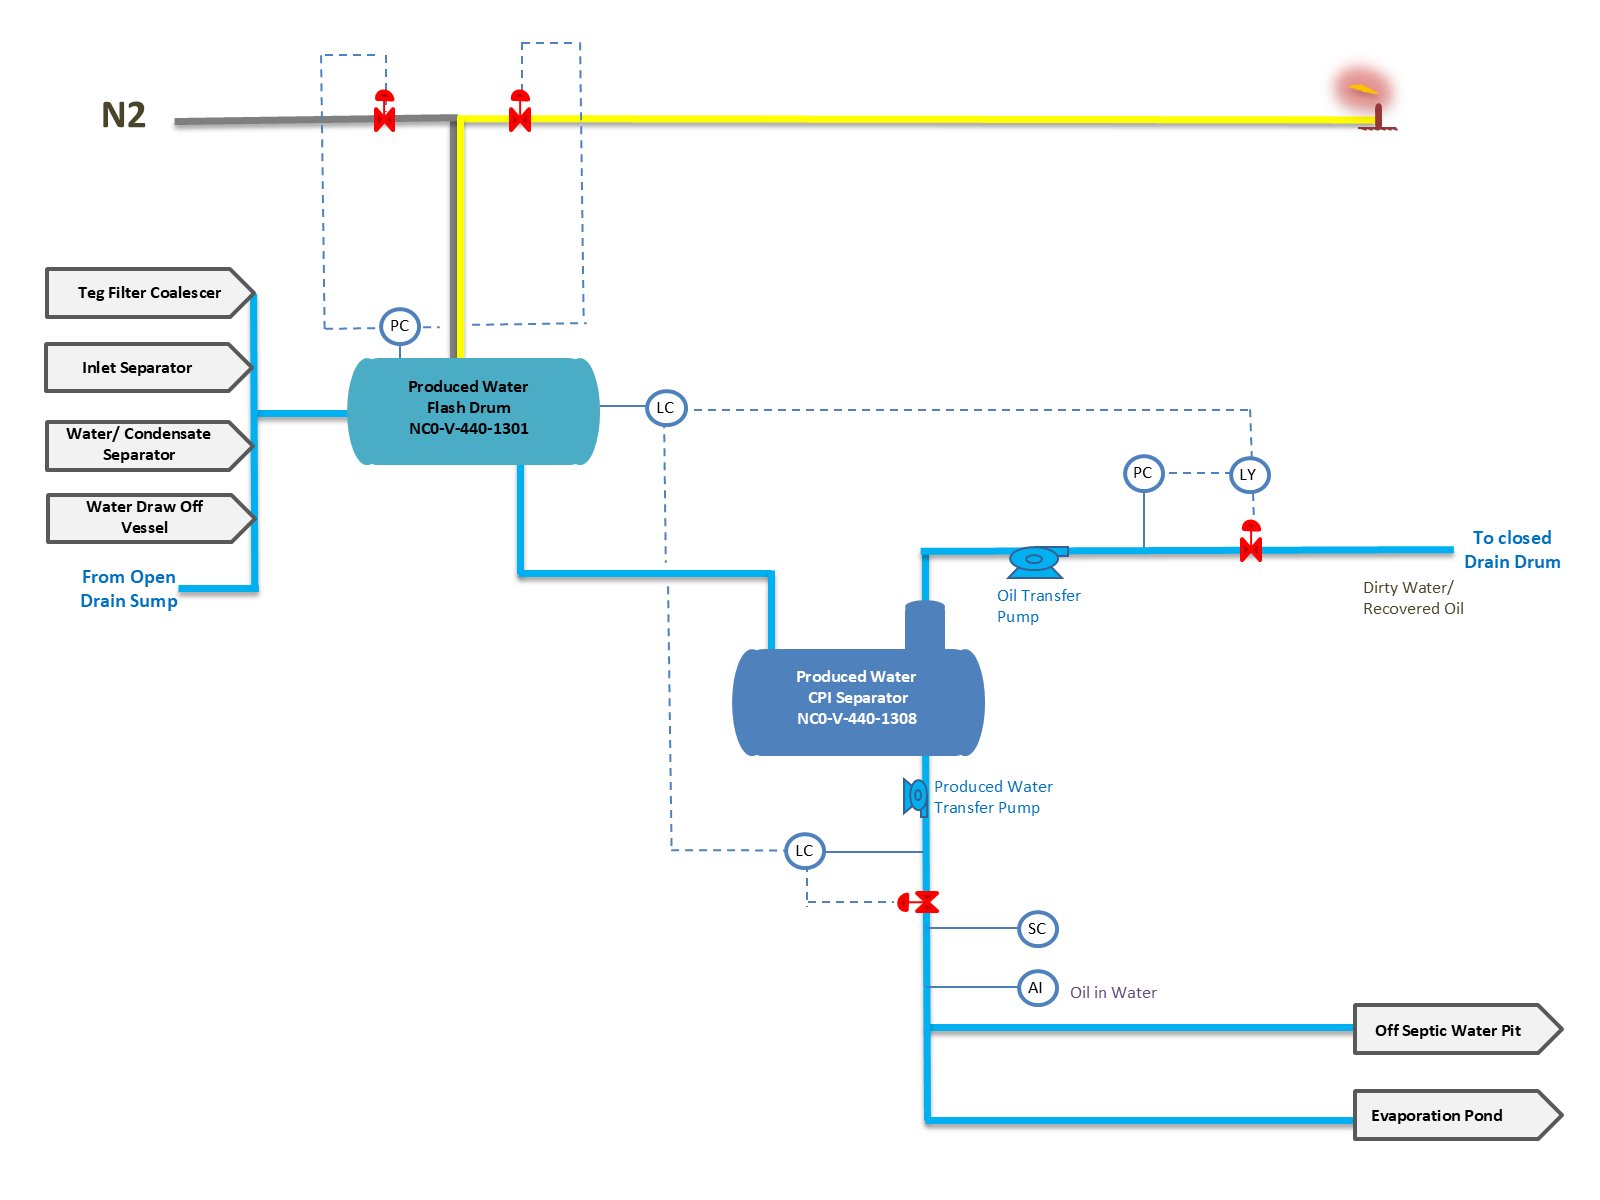 N2
Teg Filter Coalescer
PC
Inlet Separator
Produced Water
Flash Drum
NC0-V-440-1301
LC
Water/ Condensate
Separator
PC
LY
Water Draw Off
Vessel
To closed
Drain Drum
From Open
Drain Sump
Oil Transfer
Pump
Dirty Water/
Recovered Oil
Produced Water
CPI Separator
NC0-V-440-1308
Produced Water
Transfer Pump
LC
SC
AI
Oil in Water
Off Septic Water Pit
Evaporation Pond